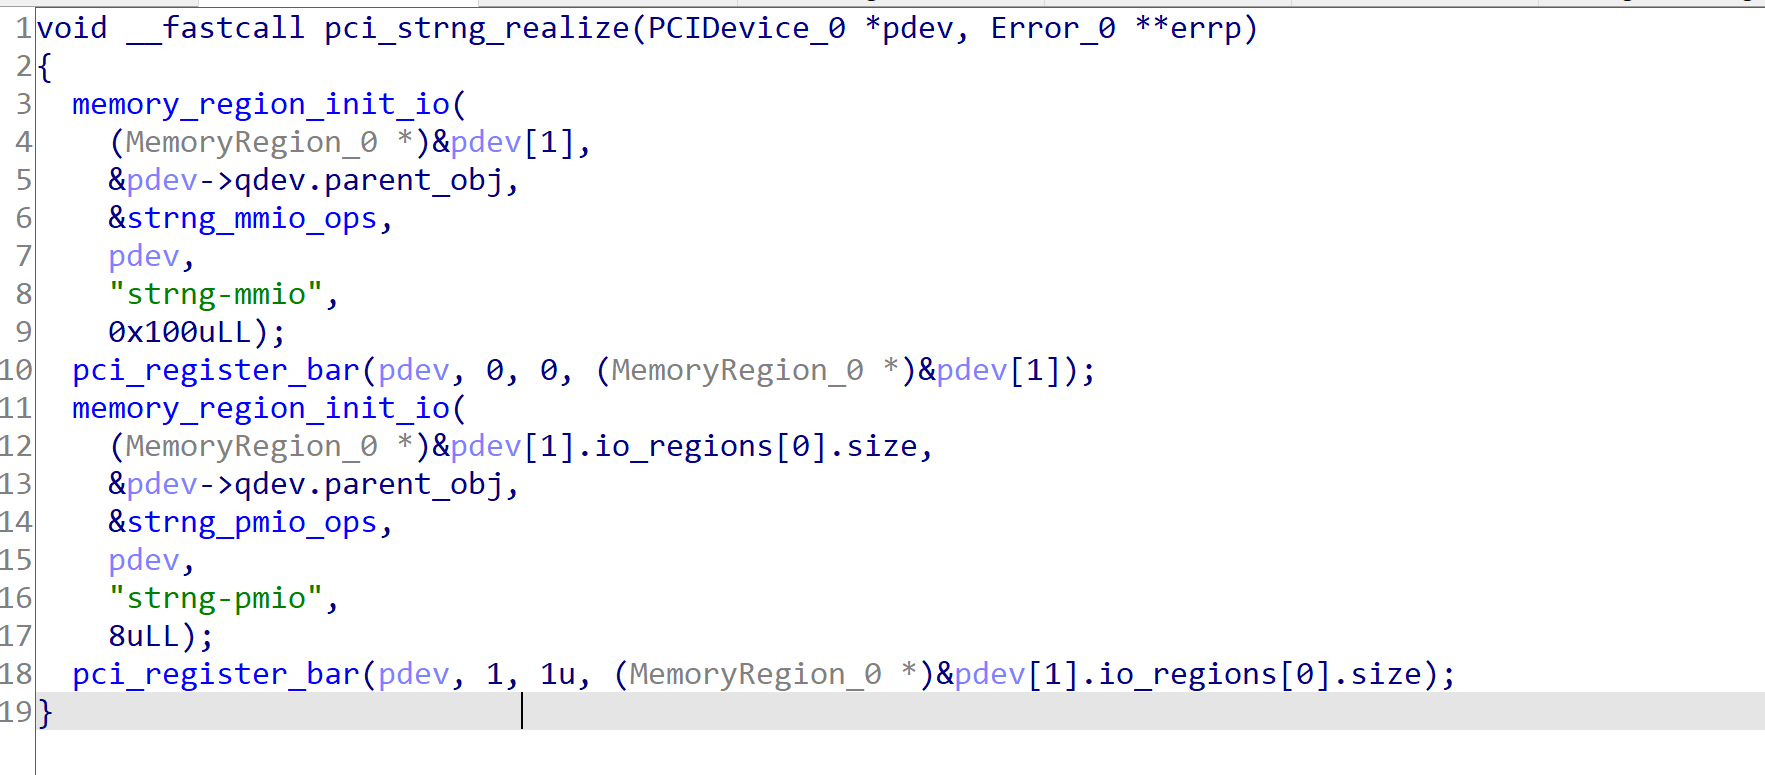 1 void __fastcall pci_strng_realize(PCIDevice_0 *pdev, Error_0 **errp)
2 {
3   memory_region_init_io(
4     (MemoryRegion_0 *)&pdev[1],
5     &pdev->qdev.parent_obj,
6     &strng_mmio_ops,
7     pdev,
8     "strng-mmio",
9     0x100uLL);
10   pci_register_bar(pdev, 0, 0, (MemoryRegion_0 *)&pdev[1]);
11   memory_region_init_io(
12     (MemoryRegion_0 *)&pdev[1].io_regions[0].size,
13     &pdev->qdev.parent_obj,
14     &strng_pmio_ops,
15     pdev,
16     "strng-pmio",
17     8uLL);
18   pci_register_bar(pdev, 1, 1u, (MemoryRegion_0 *)&pdev[1].io_regions[0].size);
19 }